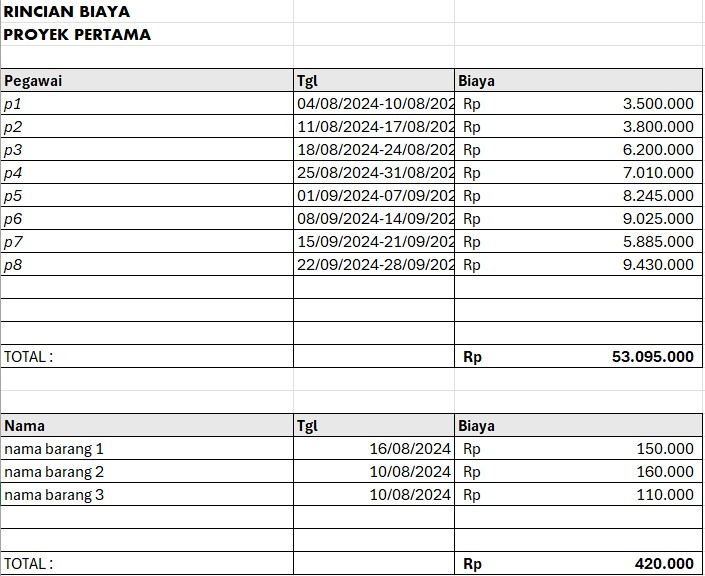 RINCIAN BIAYA
PROYEK PERTAMA
Pegawai Tgl Biaya
p1 04/08/2024-10/08/202 Rp 3.500.000
p2 11/08/2024-17/08/202 Rp 3.800.000
p3 18/08/2024-24/08/202 Rp 6.200.000
p4 25/08/2024-31/08/202 Rp 7.010.000
p5 01/09/2024-07/09/202 Rp 8.245.000
p6 08/09/2024-14/09/202 Rp 9.025.000
p7 15/09/2024-21/09/202 Rp 5.885.000
p8 22/09/2024-28/09/202 Rp 9.430.000
TOTAL : Rp 53.095.000
Nama Tgl Biaya
nama barang 1 16/08/2024 Rp 150.000
nama barang 2 10/08/2024 Rp 160.000
nama barang 3 10/08/2024 Rp 110.000
TOTAL : Rp 420.000